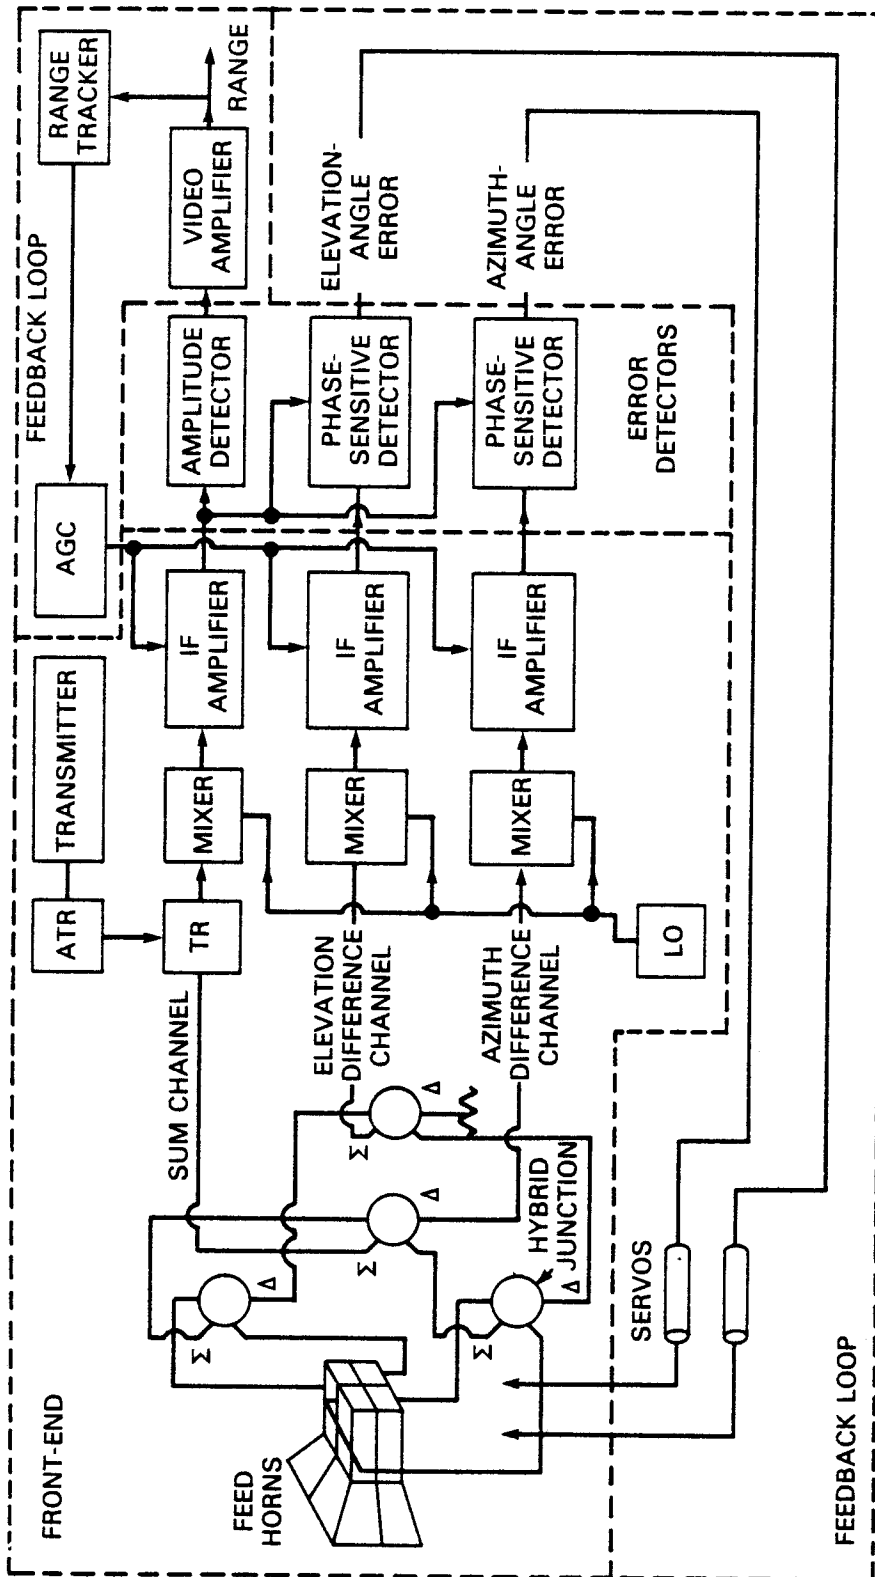 FRONT-END
FEED
HORNS
Σ
Δ
Σ
Δ
Σ
Δ
Σ
Δ
HYBRID
JUNCTION
SUM CHANNEL
ELEVATION
DIFFERENCE
CHANNEL
AZIMUTH
DIFFERENCE
CHANNEL
ATR
TRANSMITTER
TR
MIXER
MIXER
MIXER
LO
IF
AMPLIFIER
IF
AMPLIFIER
IF
AMPLIFIER
AGC
FEEDBACK LOOP
AMPLITUDE
DETECTOR
PHASE-
SENSITIVE
DETECTOR
PHASE-
SENSITIVE
DETECTOR
ERROR
DETECTORS
VIDEO
AMPLIFIER
RANGE
TRACKER
RANGE
ELEVATION-
ANGLE
ERROR
AZIMUTH-
ANGLE
ERROR
SERVOS
FEEDBACK LOOP